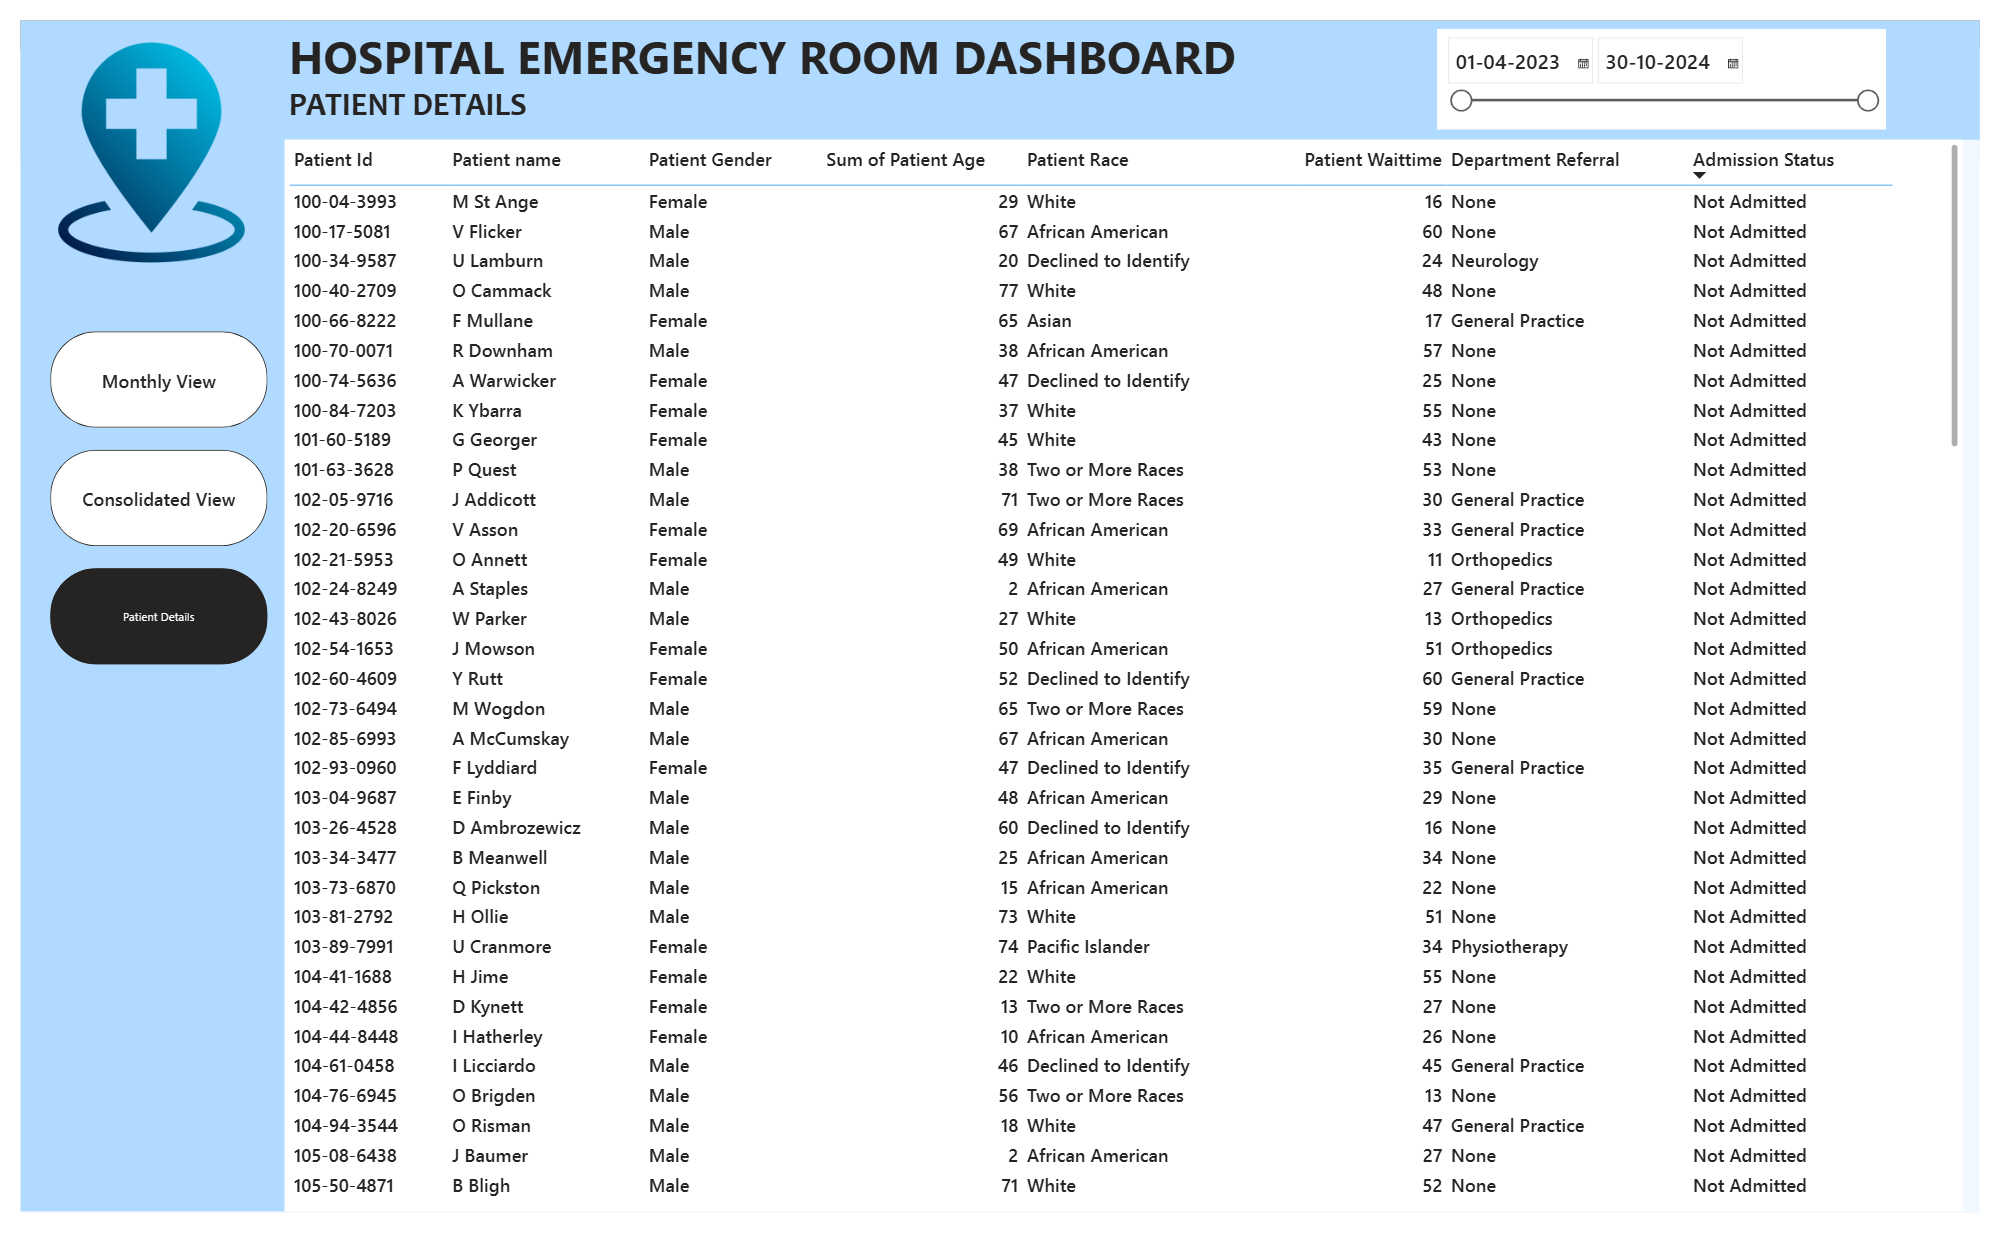 HOSPITAL EMERGENCY ROOM DASHBOARD
PATIENT DETAILS
01-04-2023 30-10-2024
Monthly View
Consolidated View
Patient Details
Patient Id Patient name Patient Gender Sum of Patient Age Patient Race Patient Waittime Department Referral Admission Status
100-04-3993 M St Ange Female 29 White 16 None Not Admitted
100-17-5081 V Flicker Male 67 African American 60 None Not Admitted
100-34-9587 U Lamburn Male 20 Declined to Identify 24 Neurology Not Admitted
100-40-2709 O Cammack Male 77 White 48 None Not Admitted
100-66-8222 F Mullane Female 65 Asian 17 General Practice Not Admitted
100-70-0071 R Downham Male 38 African American 57 None Not Admitted
100-74-5636 A Warwicker Female 47 Declined to Identify 25 None Not Admitted
100-84-7203 K Ybarra Female 37 White 55 None Not Admitted
101-60-5189 G Georger Female 45 White 43 None Not Admitted
101-63-3628 P Quest Male 38 Two or More Races 53 None Not Admitted
102-05-9716 J Addicott Male 71 Two or More Races 30 General Practice Not Admitted
102-20-6596 V Asson Female 69 African American 33 General Practice Not Admitted
102-21-5953 O Annett Female 49 White 11 Orthopedics Not Admitted
102-24-8249 A Staples Male 2 African American 27 General Practice Not Admitted
102-43-8026 W Parker Male 27 White 13 Orthopedics Not Admitted
102-54-1653 J Mowson Female 50 African American 51 Orthopedics Not Admitted
102-60-4609 Y Rutt Female 52 Declined to Identify 60 General Practice Not Admitted
102-73-6494 M Wogdon Male 65 Two or More Races 59 None Not Admitted
102-85-6993 A McCumskay Male 67 African American 30 None Not Admitted
102-93-0960 F Lyddiard Female 47 Declined to Identify 35 General Practice Not Admitted
103-04-9687 E Finby Male 48 African American 29 None Not Admitted
103-26-4528 D Ambrozewicz Male 60 Declined to Identify 16 None Not Admitted
103-34-3477 B Meanwell Male 25 African American 34 None Not Admitted
103-73-6870 Q Pickston Male 15 African American 22 None Not Admitted
103-81-2792 H Ollie Male 73 White 51 None Not Admitted
103-89-7991 U Cranmore Female 74 Pacific Islander 34 Physiotherapy Not Admitted
104-41-1688 H Jime Female 22 White 55 None Not Admitted
104-42-4856 D Kynett Female 13 Two or More Races 27 None Not Admitted
104-44-8448 I Hatherley Female 10 African American 26 None Not Admitted
104-61-0458 I Licciardo Male 46 Declined to Identify 45 General Practice Not Admitted
104-76-6945 O Brigden Male 56 Two or More Races 13 None Not Admitted
104-94-3544 O Risman Male 18 White 47 General Practice Not Admitted
105-08-6438 J Baumer Male 2 African American 27 None Not Admitted
105-50-4871 B Bligh Male 71 White 52 None Not Admitted